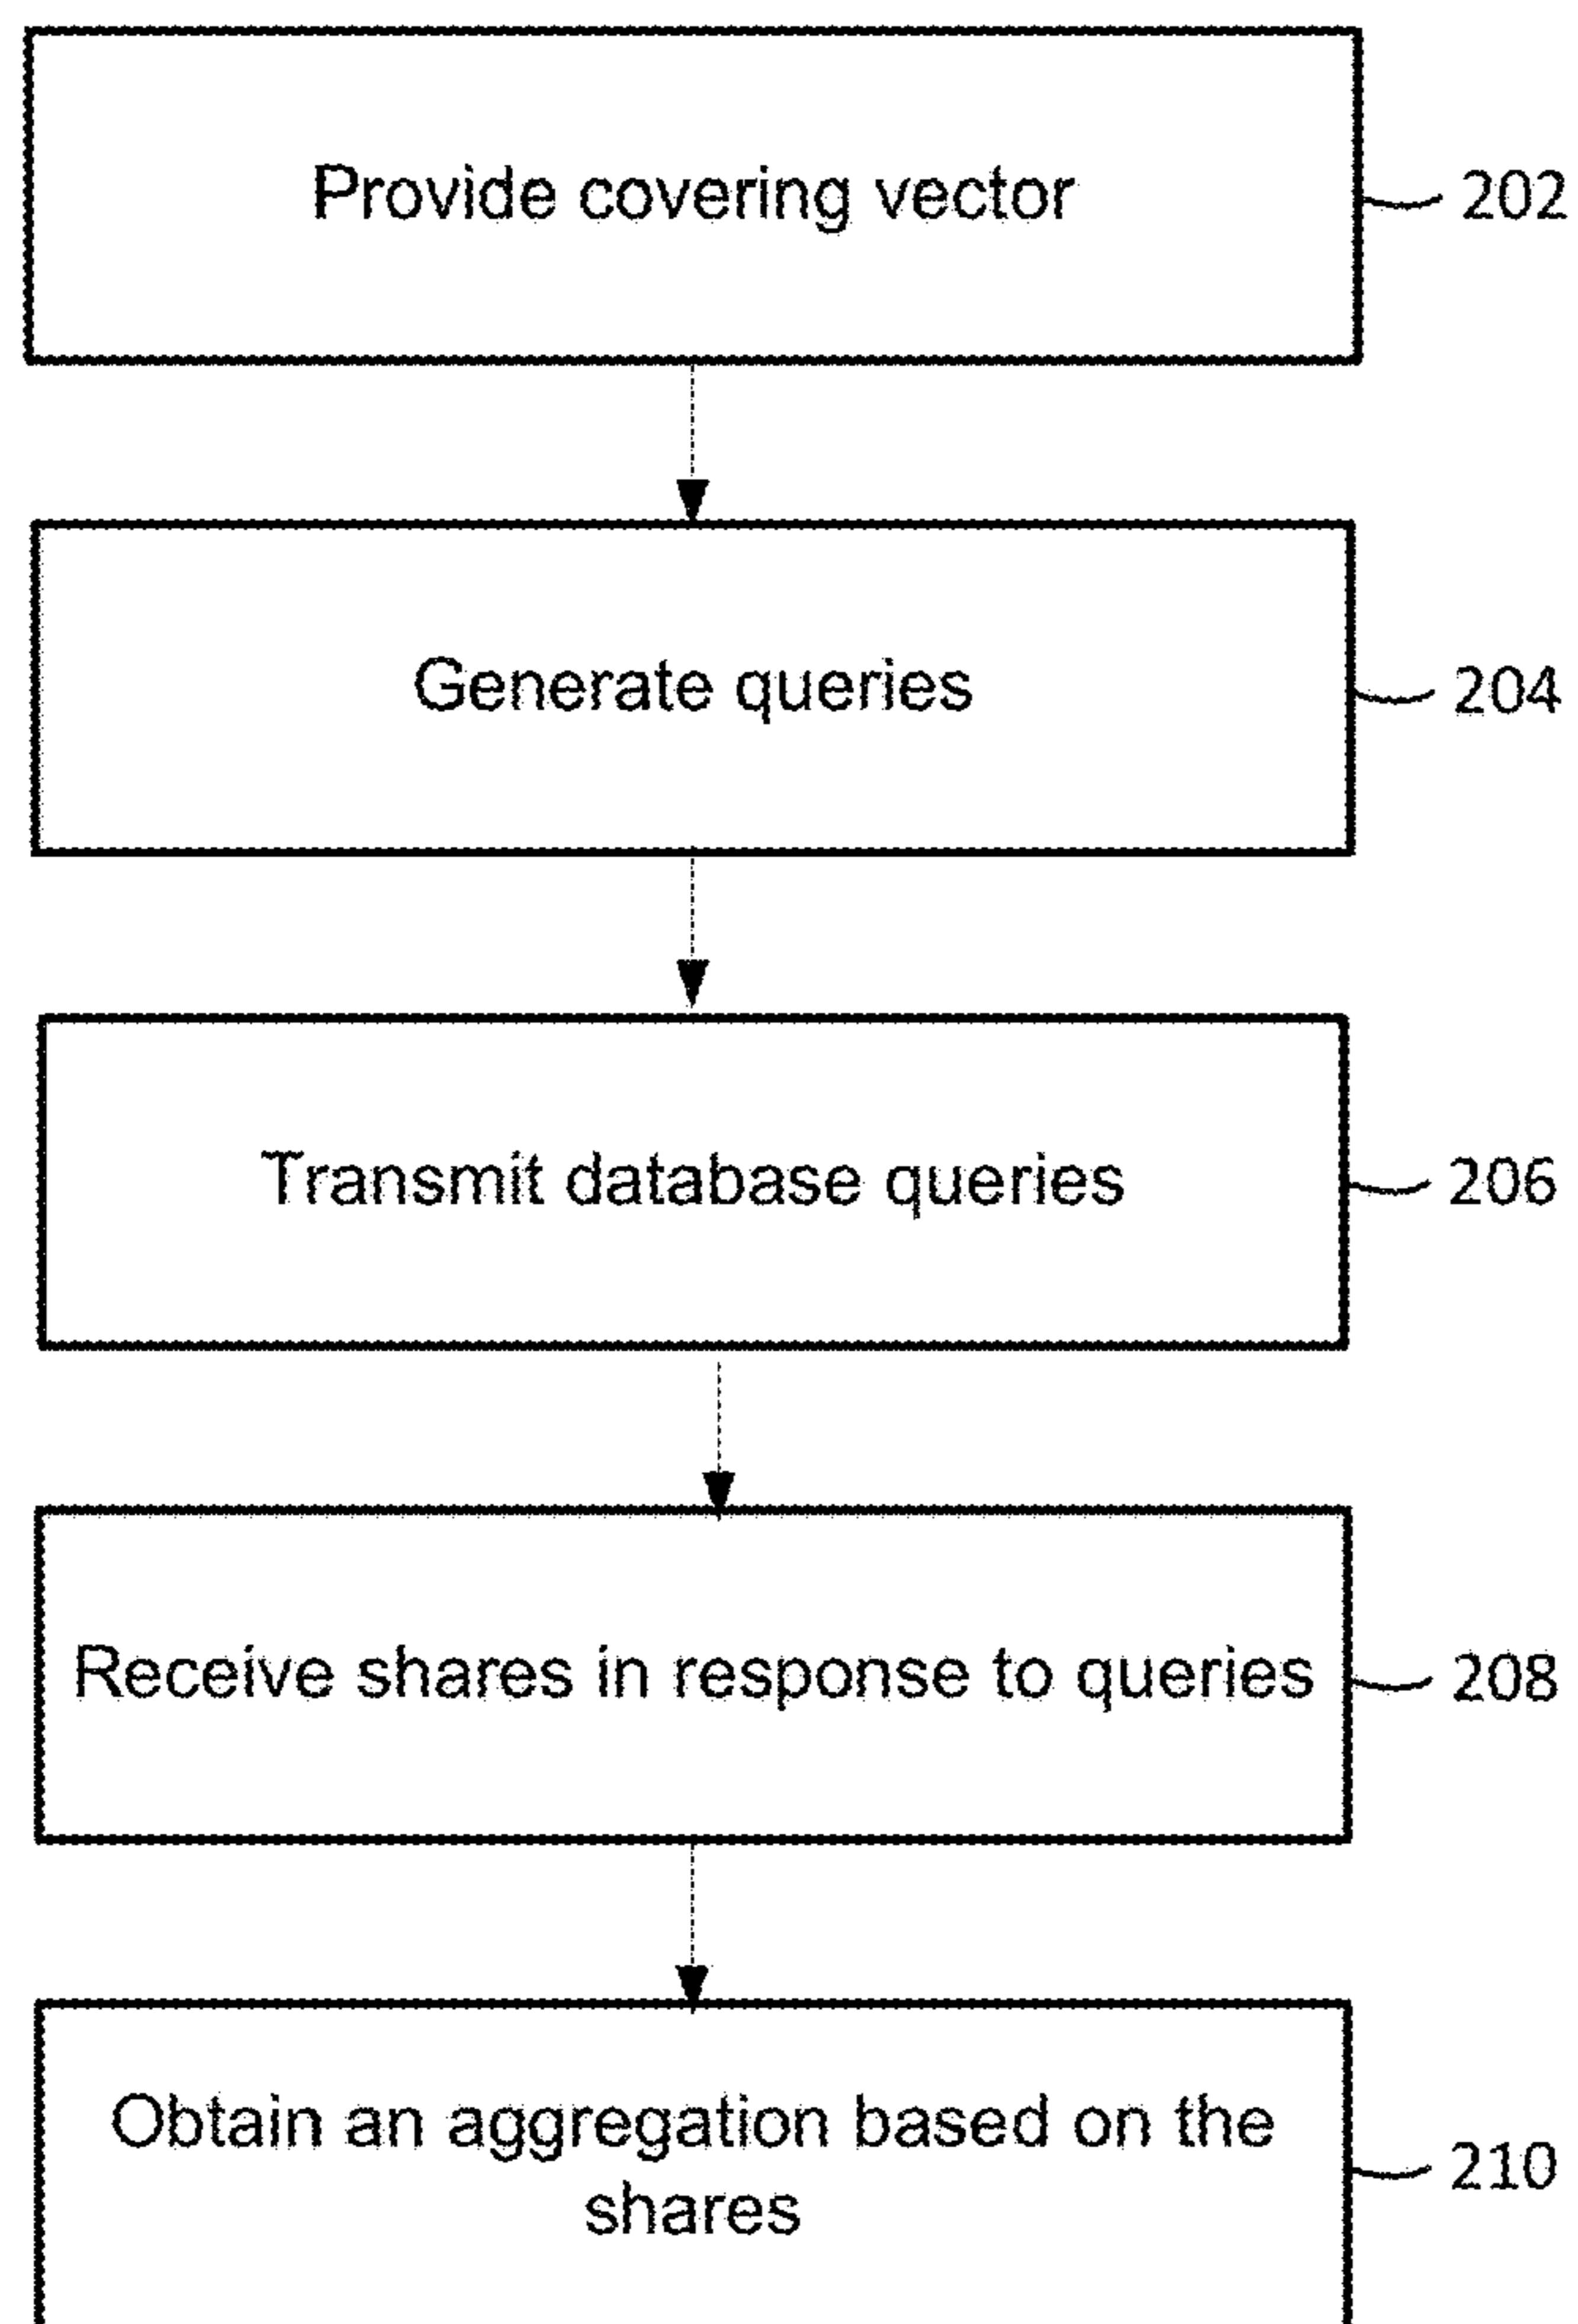 Provide covering vector
202
Generate queries
204
Transmit database queries
206
Receive shares in response to queries
208
Obtain an aggregation based on the
shares
210